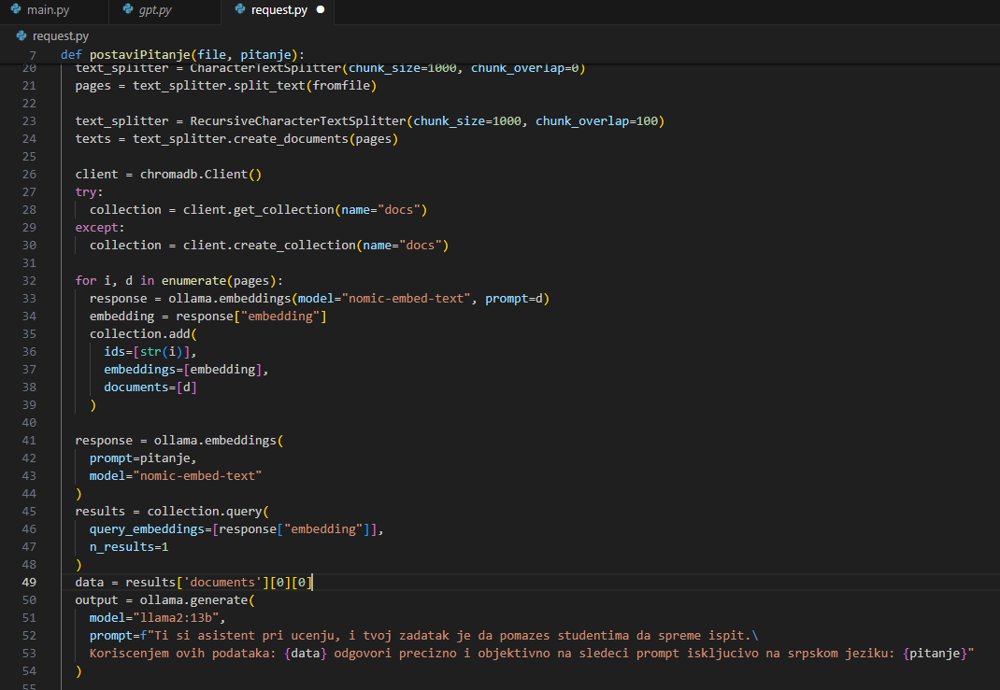 main.py gpt.py request.py
request.py
7 def postaviPitanje(file, pitanje):
20 text_splitter = CharacterTextSplitter(chunk_size=1000, chunk_overlap=0)
21 pages = text_splitter.split_text(fromfile)
22
23 text_splitter = RecursiveCharacterTextSplitter(chunk_size=1000, chunk_overlap=100)
24 texts = text_splitter.create_documents(pages)
25
26 client = chromadb.Client()
27 try:
28 collection = client.get_collection(name="docs")
29 except:
30 collection = client.create_collection(name="docs")
31
32 for i, d in enumerate(pages):
33 response = ollama.embeddings(model="nomic-embed-text", prompt=d)
34 embedding = response["embedding"]
35 collection.add(
36 ids=[str(i)],
37 embeddings=[embedding],
38 documents=[d]
39 )
40
41 response = ollama.embeddings(
42 prompt=pitanje,
43 model="nomic-embed-text"
44 )
45 results = collection.query(
46 query_embeddings=[response["embedding"]],
47 n_results=1
48 )
49 data = results['documents'][0][0]
50 output = ollama.generate(
51 model="llama2:13b",
52 prompt=f"Ti si asistent pri ucenju, i tvoj zadatak je da pomazes studentima da spreme ispit.\
53 Koriscenjem ovih podataka: {data} odgovori precizno i objektivno na sledeci prompt iskljucivo na srpskom jeziku: {pitanje}"
54 )
55